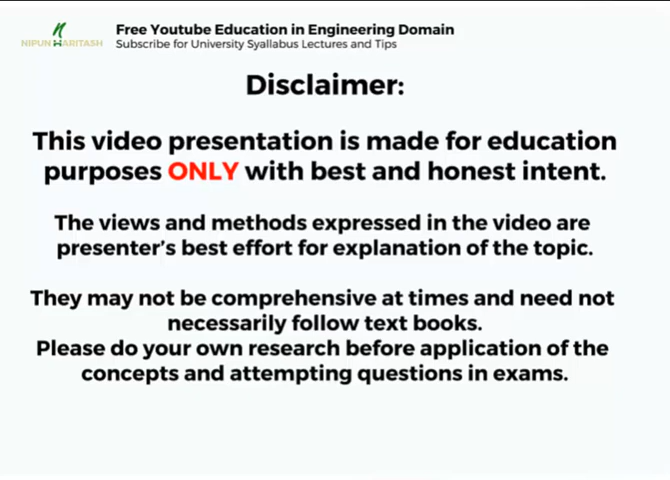 Free Youtube Education in Engineering Domain
NIPUN HARITASH
Subscribe for University Syallabus Lectures and Tips
Disclaimer:
This video presentation is made for education
purposes ONLY with best and honest intent.
The views and methods expressed in the video are
presenter's best effort for explanation of the topic.
They may not be comprehensive at times and need not
necessarily follow text books.
Please do your own research before application of the
concepts and attempting questions in exams.